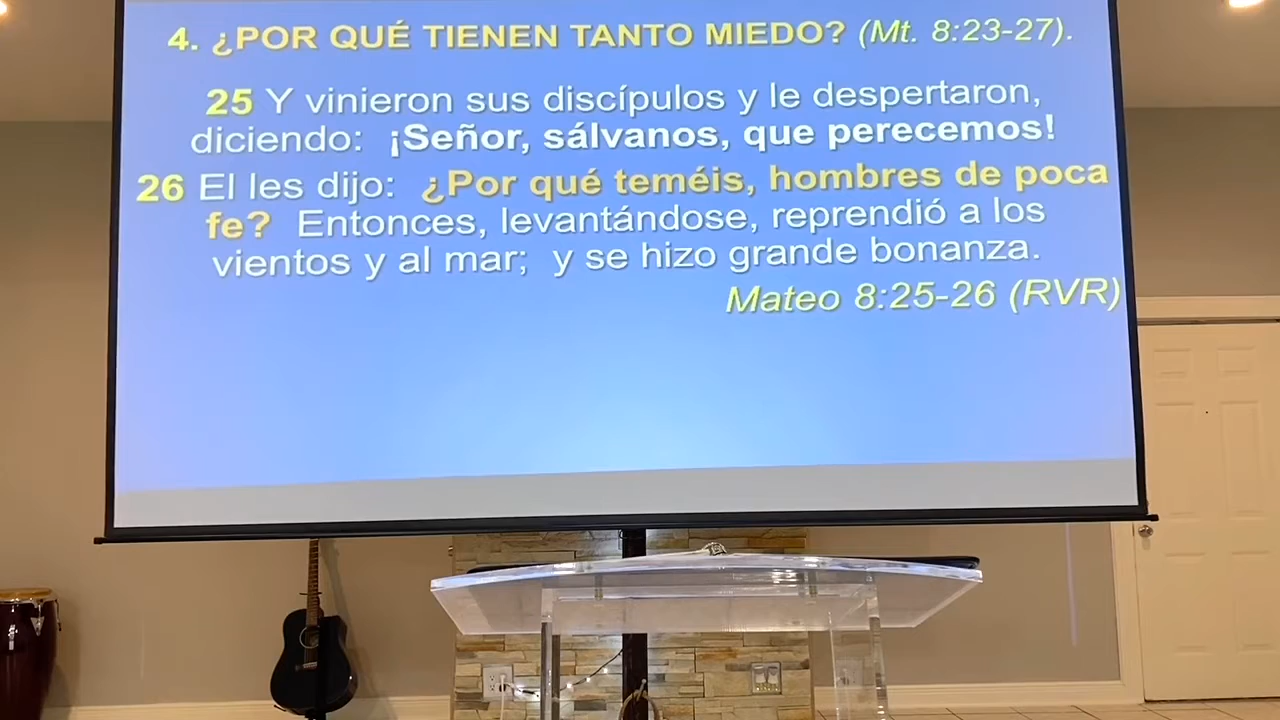 4. ¿POR QUÉ TIENEN TANTO MIEDO? (Mt. 8:23-27).
25 Y vinieron sus discípulos y le despertaron,
diciendo: ¡Señor, sálvanos, que perecemos!
26 El les dijo: ¿Por qué teméis, hombres de poca
fe? Entonces, levantándose, reprendió a los
vientos y al mar; y se hizo grande bonanza.
Mateo 8:25-26 (RVR)